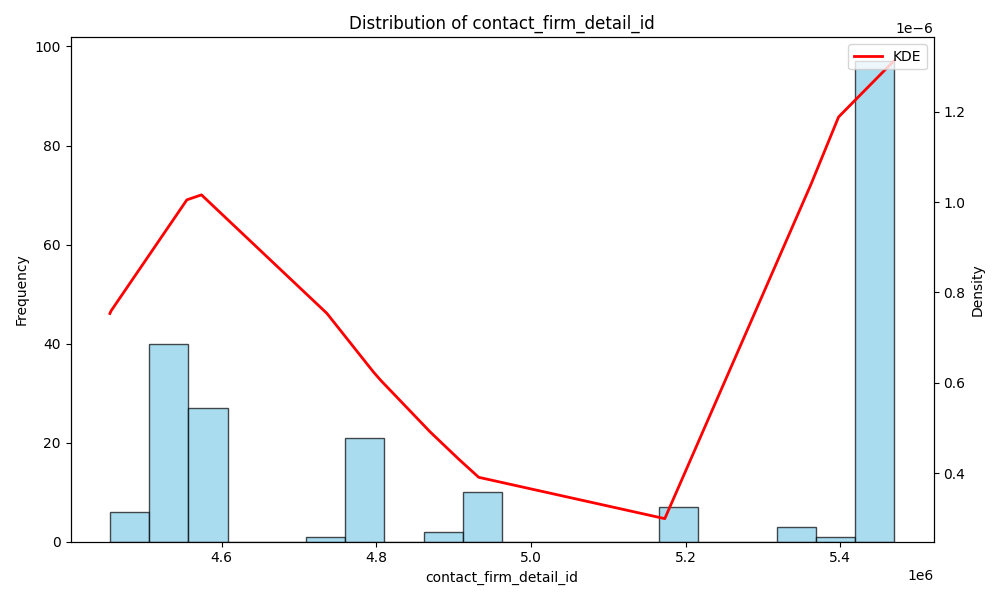 Distribution of contact_firm_detail_id
1e−6
KDE
100
80
60
40
20
0
Frequency
1.2
1.0
0.8
0.6
0.4
Density
4.6 4.8 5.0 5.2 5.4
1e6
contact_firm_detail_id